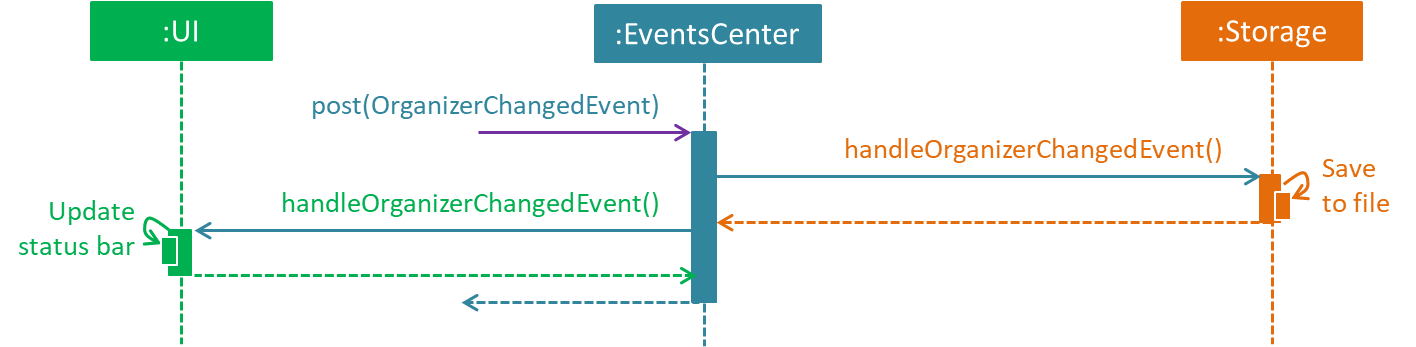 :UI
:EventsCenter
:Storage
post(OrganizerChangedEvent)
handleOrganizerChangedEvent()
Save
to file
handleOrganizerChangedEvent()
Update
status bar